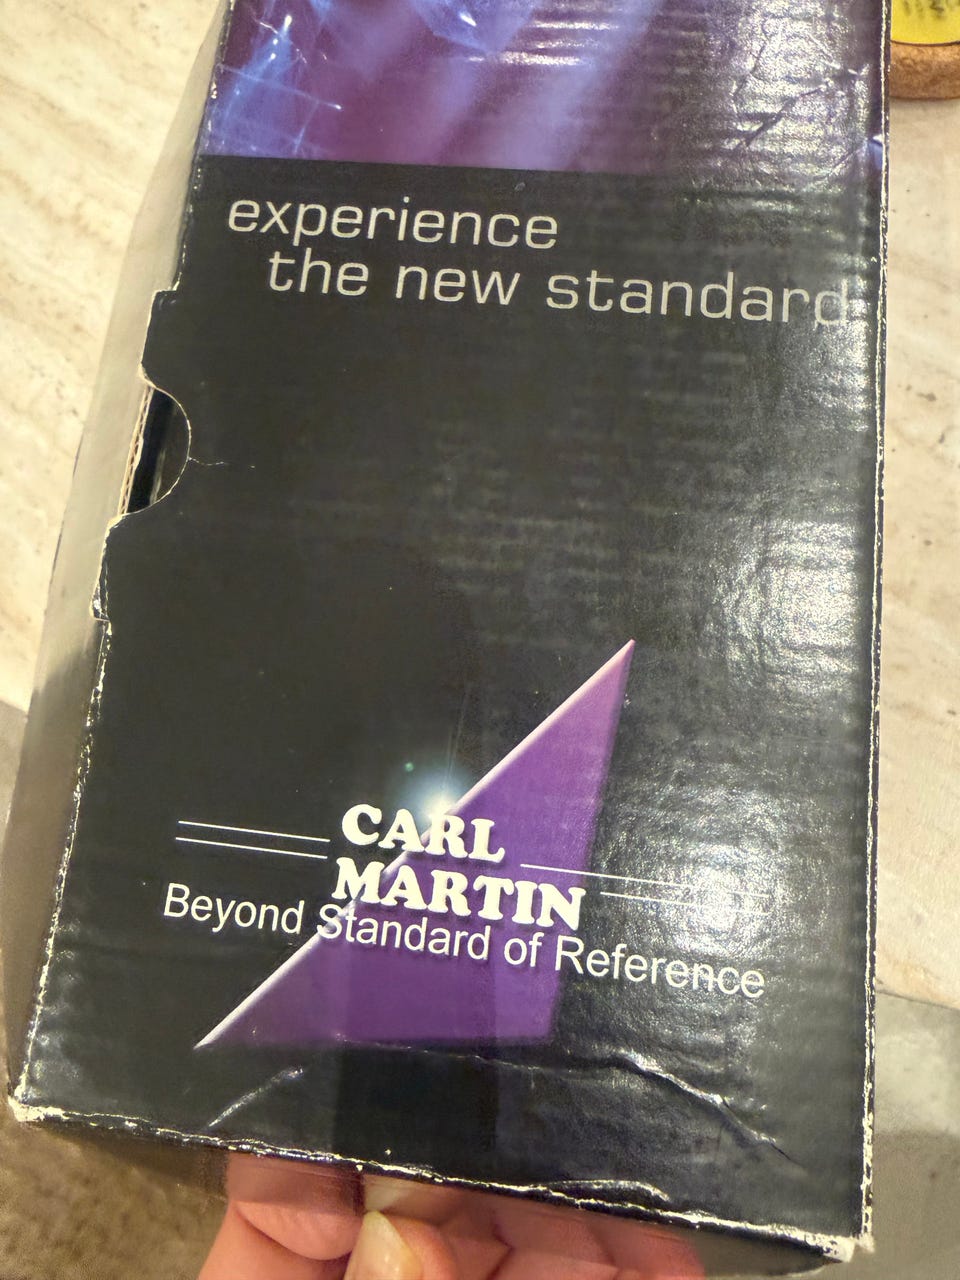 experience
the new standard
CARL
MARTIN
Beyond Standard of Reference